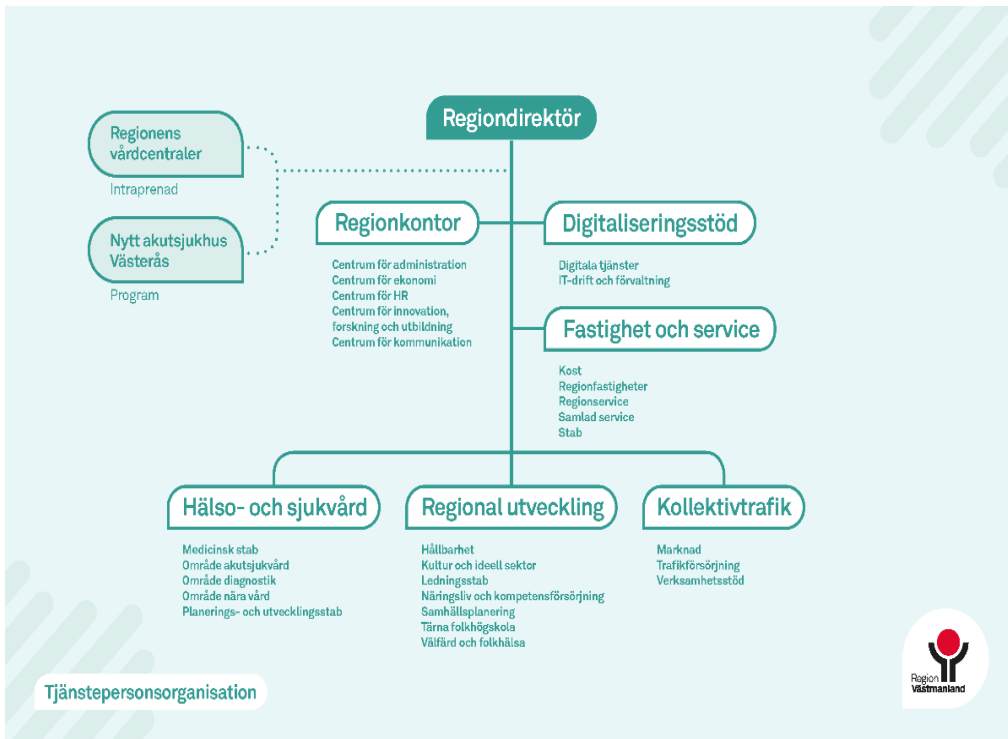 Regiondirektör
Regionens
vårdcentraler
Intraprenad
Nytt akutsjukhus
Västerås
Program
Regionkontor
Centrum för administration
Centrum för ekonomi
Centrum för HR
Centrum för innovation,
forskning och utbildning
Centrum för kommunikation
Digitaliseringsstöd
Digitala tjänster
IT-drift och förvaltning
Fastighet och service
Kost
Regionfastigheter
Regionservice
Samlad service
Stab
Hälso- och sjukvård
Medicinsk stab
Område akutsjukvård
Område diagnostik
Område nära vård
Planerings- och utvecklingsstab
Regional utveckling
Hållbarhet
Kultur och ideell sektor
Ledningsstab
Näringsliv och kompetensförsörjning
Samhällsplanering
Tärna folkhögskola
Välfärd och folkhälsa
Kollektivtrafik
Marknad
Trafikförsörjning
Verksamhetsstöd
Tjänstepersonsorganisation
Region
Västmanland